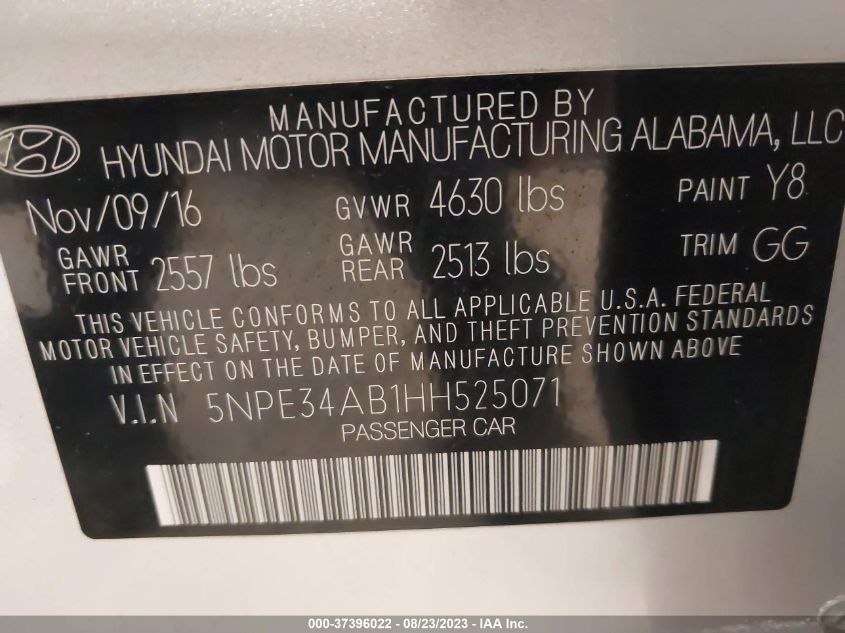 MANUFACTURED BY
HYUNDAI MOTOR MANUFACTURING ALABAMA, LLC
Nov/09/16 GVWR 4630 lbs PAINT Y8
GAWR FRONT 2557 lbs GAWR REAR 2513 lbs TRIM GG
THIS VEHICLE CONFORMS TO ALL APPLICABLE U.S.A. FEDERAL
MOTOR VEHICLE SAFETY, BUMPER, AND THEFT PREVENTION STANDARDS
IN EFFECT ON THE DATE OF MANUFACTURE SHOWN ABOVE
V.I.N 5NPE34AB1HH525071
PASSENGER CAR
000-37396022 - 08/23/2023 - IAA Inc.